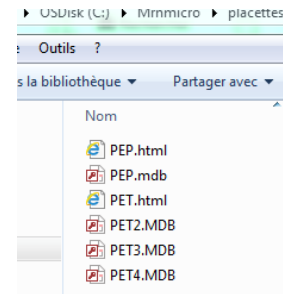 OSDisk (C:) ▸ Mrnmicro ▸ placettes
Outils ?
s la bibliothèque ▼ Partager avec ▼
Nom
PEP.html
PEP.mdb
PET.html
PET2.MDB
PET3.MDB
PET4.MDB